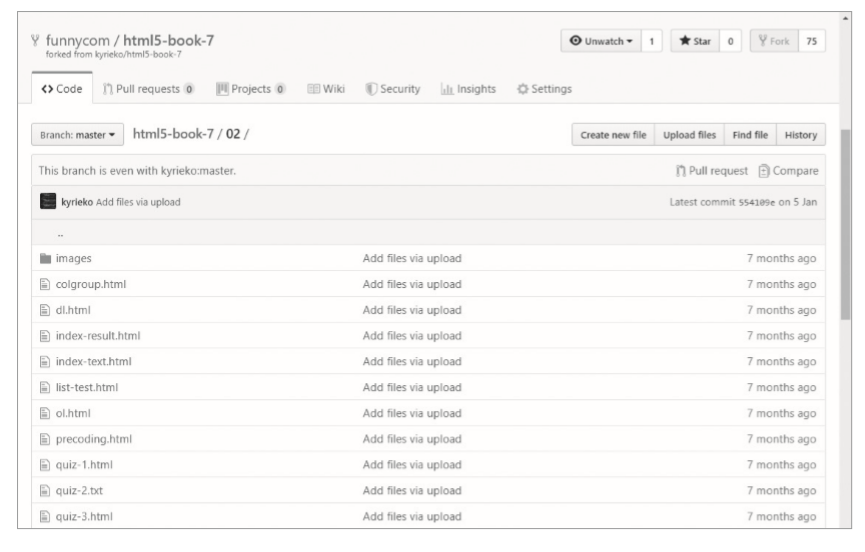 funnycom / html5-book-7
forked from kyrieko/html5-book-7
Unwatch 1 Star 0 Fork 75
Code Pull requests 0 Projects 0 Wiki Security Insights Settings
Branch: master html5-book-7 / 02 / Create new file Upload files Find file History
This branch is even with kyrieko:master. Pull request Compare
kyrieko Add files via upload Latest commit 554109e on 5 Jan
..
images Add files via upload 7 months ago
colgroup.html Add files via upload 7 months ago
dl.html Add files via upload 7 months ago
index-result.html Add files via upload 7 months ago
index-text.html Add files via upload 7 months ago
list-test.html Add files via upload 7 months ago
ol.html Add files via upload 7 months ago
precoding.html Add files via upload 7 months ago
quiz-1.html Add files via upload 7 months ago
quiz-2.txt Add files via upload 7 months ago
quiz-3.html Add files via upload 7 months ago